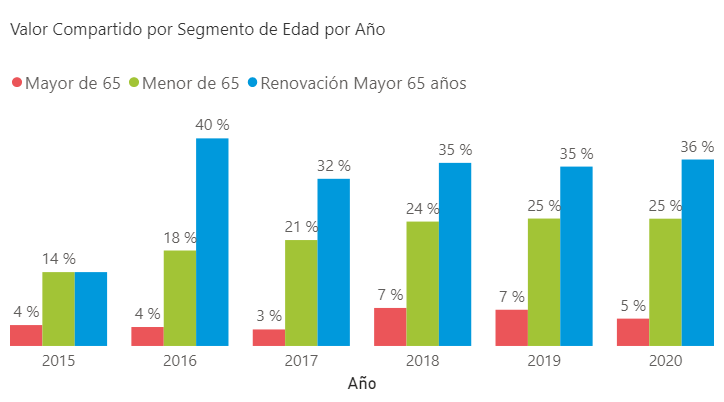 Valor Compartido por Segmento de Edad por Año
Mayor de 65 Menor de 65 Renovación Mayor 65 años
4 % 14 % 4 % 18 % 40 % 3 % 21 % 32 % 7 % 24 % 35 % 7 % 25 % 35 % 5 % 25 % 36 %
2015 2016 2017 2018 2019 2020
Año